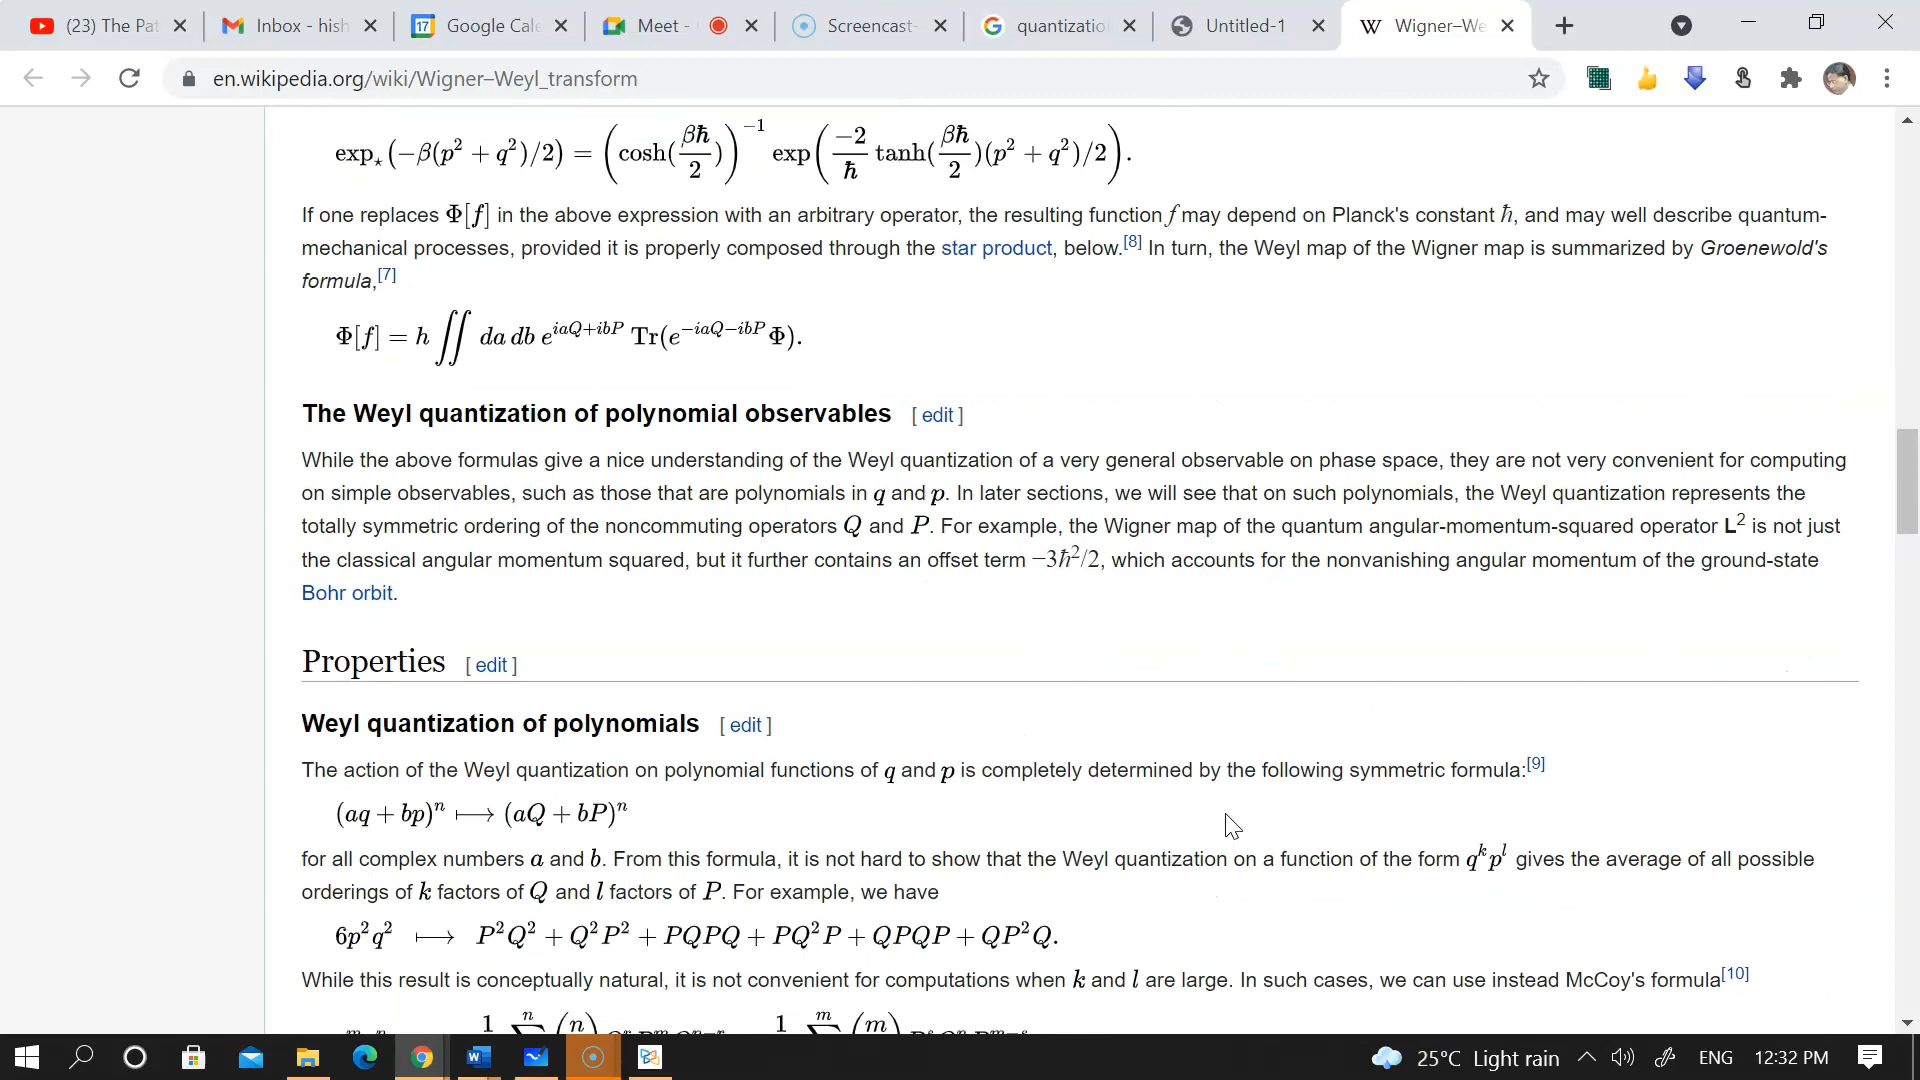 (23) The Pat
Inbox - hish
Google Cale
Meet -
Screencast-
quantizatio
Untitled-1
Wigner–We
en.wikipedia.org/wiki/Wigner–Weyl_transform
exp⋆(−β(p² + q²)/2) = (cosh(βħ/2))⁻¹ exp(−2/ħ tanh(βħ/2)(p² + q²)/2).
If one replaces Φ[f] in the above expression with an arbitrary operator, the resulting function f may depend on Planck's constant ħ, and may well describe quantum-
mechanical processes, provided it is properly composed through the star product, below.[8] In turn, the Weyl map of the Wigner map is summarized by Groenewold's
formula,[7]
Φ[f] = h ∬ da db e^{iaQ+ibP} Tr(e^{−iaQ−ibP} Φ).
The Weyl quantization of polynomial observables [ edit ]
While the above formulas give a nice understanding of the Weyl quantization of a very general observable on phase space, they are not very convenient for computing
on simple observables, such as those that are polynomials in q and p. In later sections, we will see that on such polynomials, the Weyl quantization represents the
totally symmetric ordering of the noncommuting operators Q and P. For example, the Wigner map of the quantum angular-momentum-squared operator L² is not just
the classical angular momentum squared, but it further contains an offset term −3ħ²/2, which accounts for the nonvanishing angular momentum of the ground-state
Bohr orbit.
Properties [ edit ]
Weyl quantization of polynomials [ edit ]
The action of the Weyl quantization on polynomial functions of q and p is completely determined by the following symmetric formula:[9]
(aq + bp)ⁿ ⟼ (aQ + bP)ⁿ
for all complex numbers a and b. From this formula, it is not hard to show that the Weyl quantization on a function of the form qᵏpˡ gives the average of all possible
orderings of k factors of Q and l factors of P. For example, we have
6p²q² ⟼ P²Q² + Q²P² + PQPQ + PQ²P + QPQP + QP²Q.
While this result is conceptually natural, it is not convenient for computations when k and l are large. In such cases, we can use instead McCoy's formula[10]
25°C Light rain
ENG
12:32 PM